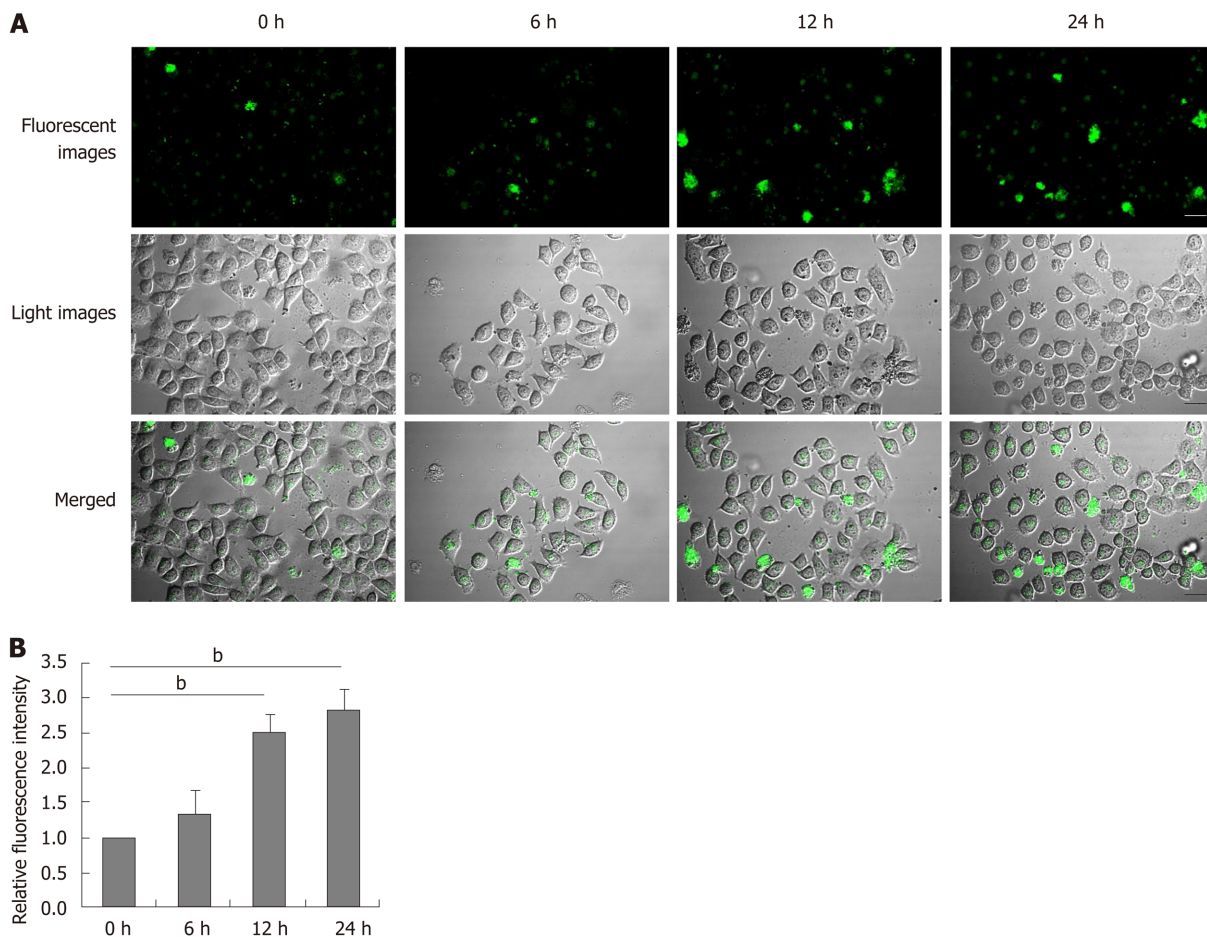 A
0 h
6 h
12 h
24 h
Fluorescent
images
Light images
Merged
B
Relative fluorescence intensity
3.5
3.0
2.5
2.0
1.5
1.0
0.5
0.0
b
b
0 h
6 h
12 h
24 h